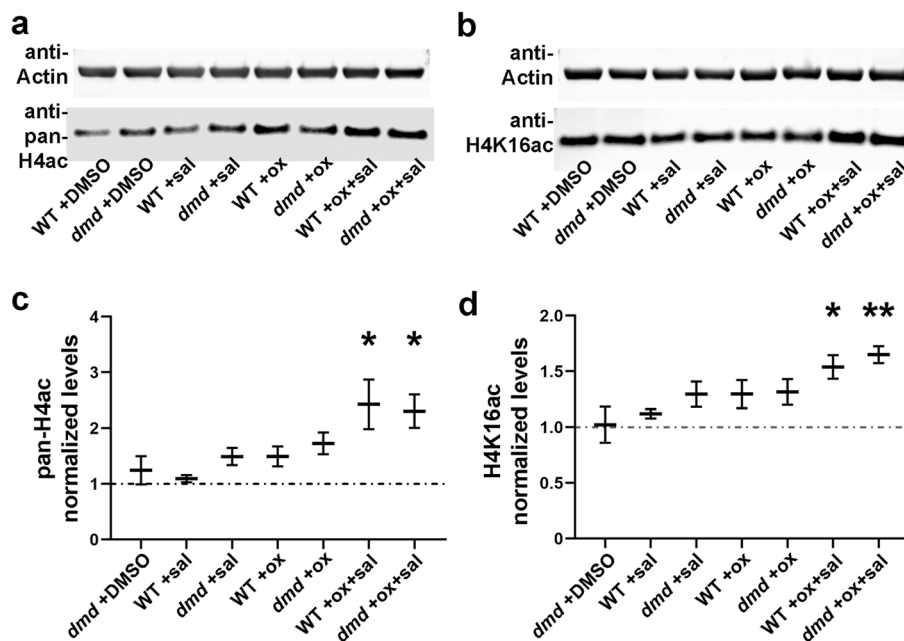 a
anti-
Actin
anti-
pan-
H4ac
WT +DMSO
dmd +DMSO
WT +sal
dmd +sal
WT +ox
dmd +ox
WT +ox+sal
dmd +ox+sal
b
anti-
Actin
anti-
H4K16ac
WT +DMSO
dmd +DMSO
WT +sal
dmd +sal
WT +ox
dmd +ox
WT +ox+sal
dmd +ox+sal
c
pan-H4ac
normalized levels
4
3
2
1
0
* *
dmd +DMSO
WT +sal
dmd +sal
WT +ox
dmd +ox
WT +ox+sal
dmd +ox+sal
d
H4K16ac
normalized levels
2.0
1.5
1.0
0.5
0
* **
dmd +DMSO
WT +sal
dmd +sal
WT +ox
dmd +ox
WT +ox+sal
dmd +ox+sal